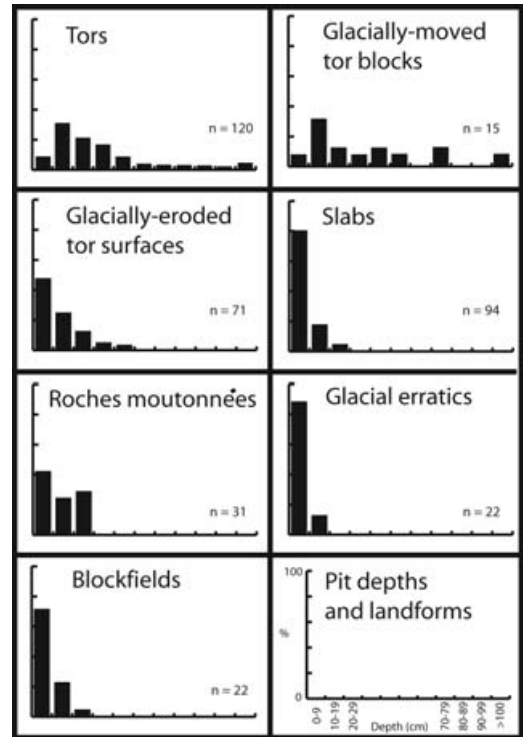 Tors
n = 120
Glacially-moved
tor blocks
n = 15
Glacially-eroded
tor surfaces
n = 71
Slabs
n = 94
Roches moutonnées
n = 31
Glacial erratics
n = 22
Blockfields
n = 22
Pit depths
and landforms
100
%
0
0-9
10-19
20-29
70-79
80-89
90-99
>100
Depth (cm)